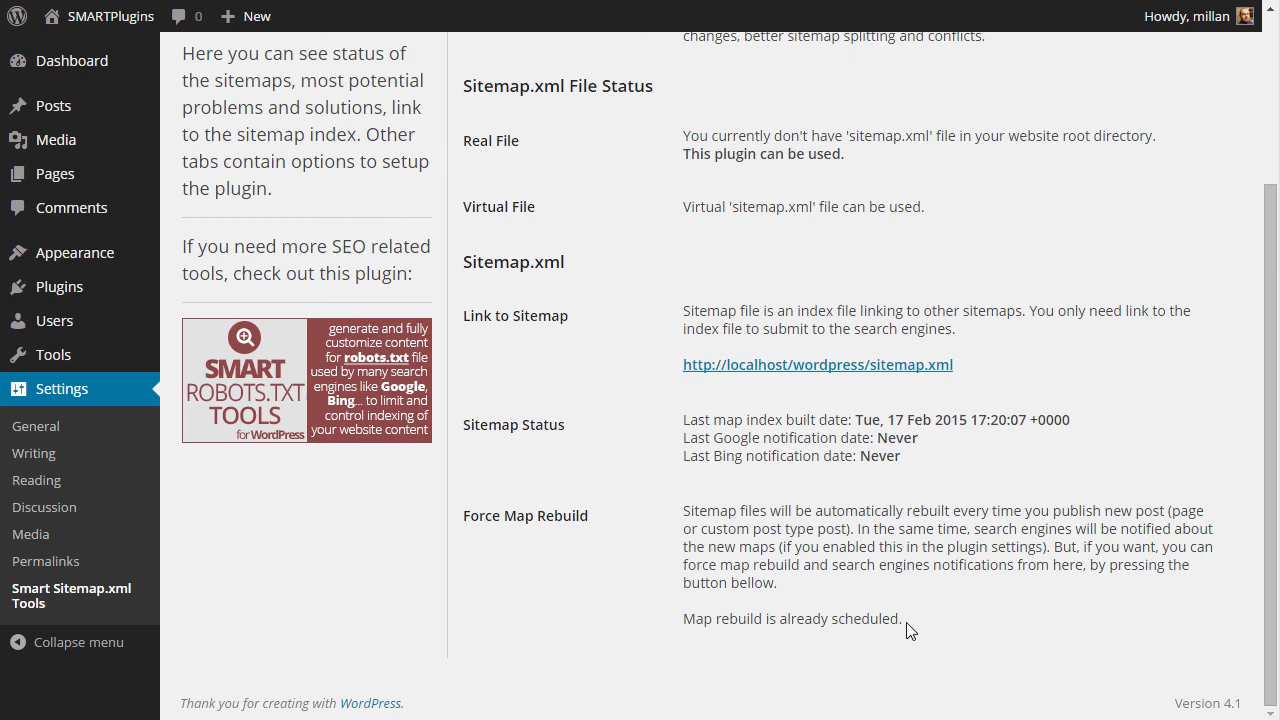 SMARTPlugins
0
New
Howdy, millan
Dashboard
Posts
Media
Pages
Comments
Appearance
Plugins
Users
Tools
Settings
General
Writing
Reading
Discussion
Media
Permalinks
Smart Sitemap.xml
Tools
Collapse menu
Here you can see status of
the sitemaps, most potential
problems and solutions, link
to the sitemap index. Other
tabs contain options to setup
the plugin.
If you need more SEO related
tools, check out this plugin:
SMART
ROBOTS.TXT
TOOLS
for WordPress
generate and fully
customize content
for robots.txt file
used by many search
engines like Google,
Bing... to limit and
control indexing of
your website content
changes, better sitemap splitting and conflicts.
Sitemap.xml File Status
Real File
You currently don't have 'sitemap.xml' file in your website root directory.
This plugin can be used.
Virtual File
Virtual 'sitemap.xml' file can be used.
Sitemap.xml
Link to Sitemap
Sitemap file is an index file linking to other sitemaps. You only need link to the
index file to submit to the search engines.
http://localhost/wordpress/sitemap.xml
Sitemap Status
Last map index built date: Tue, 17 Feb 2015 17:20:07 +0000
Last Google notification date: Never
Last Bing notification date: Never
Force Map Rebuild
Sitemap files will be automatically rebuilt every time you publish new post (page
or custom post type post). In the same time, search engines will be notified about
the new maps (if you enabled this in the plugin settings). But, if you want, you can
force map rebuild and search engines notifications from here, by pressing the
button bellow.
Map rebuild is already scheduled.
Thank you for creating with WordPress.
Version 4.1